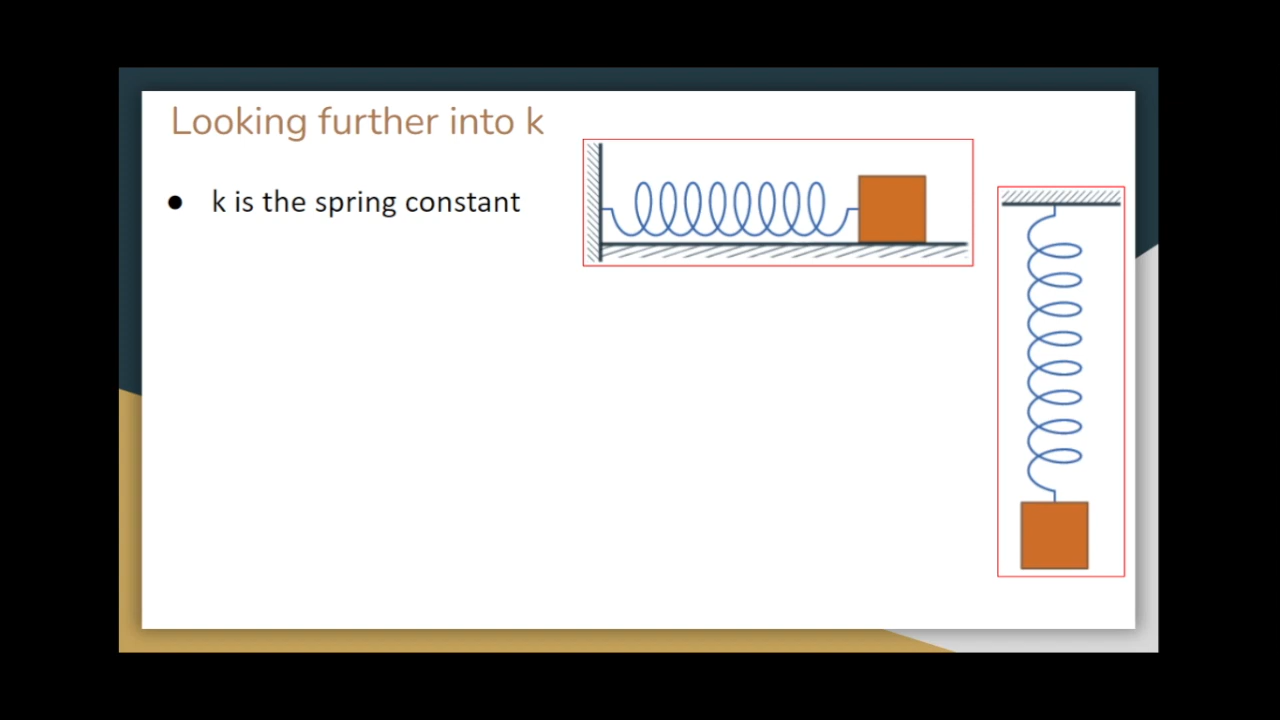 Looking further into k
● k is the spring constant